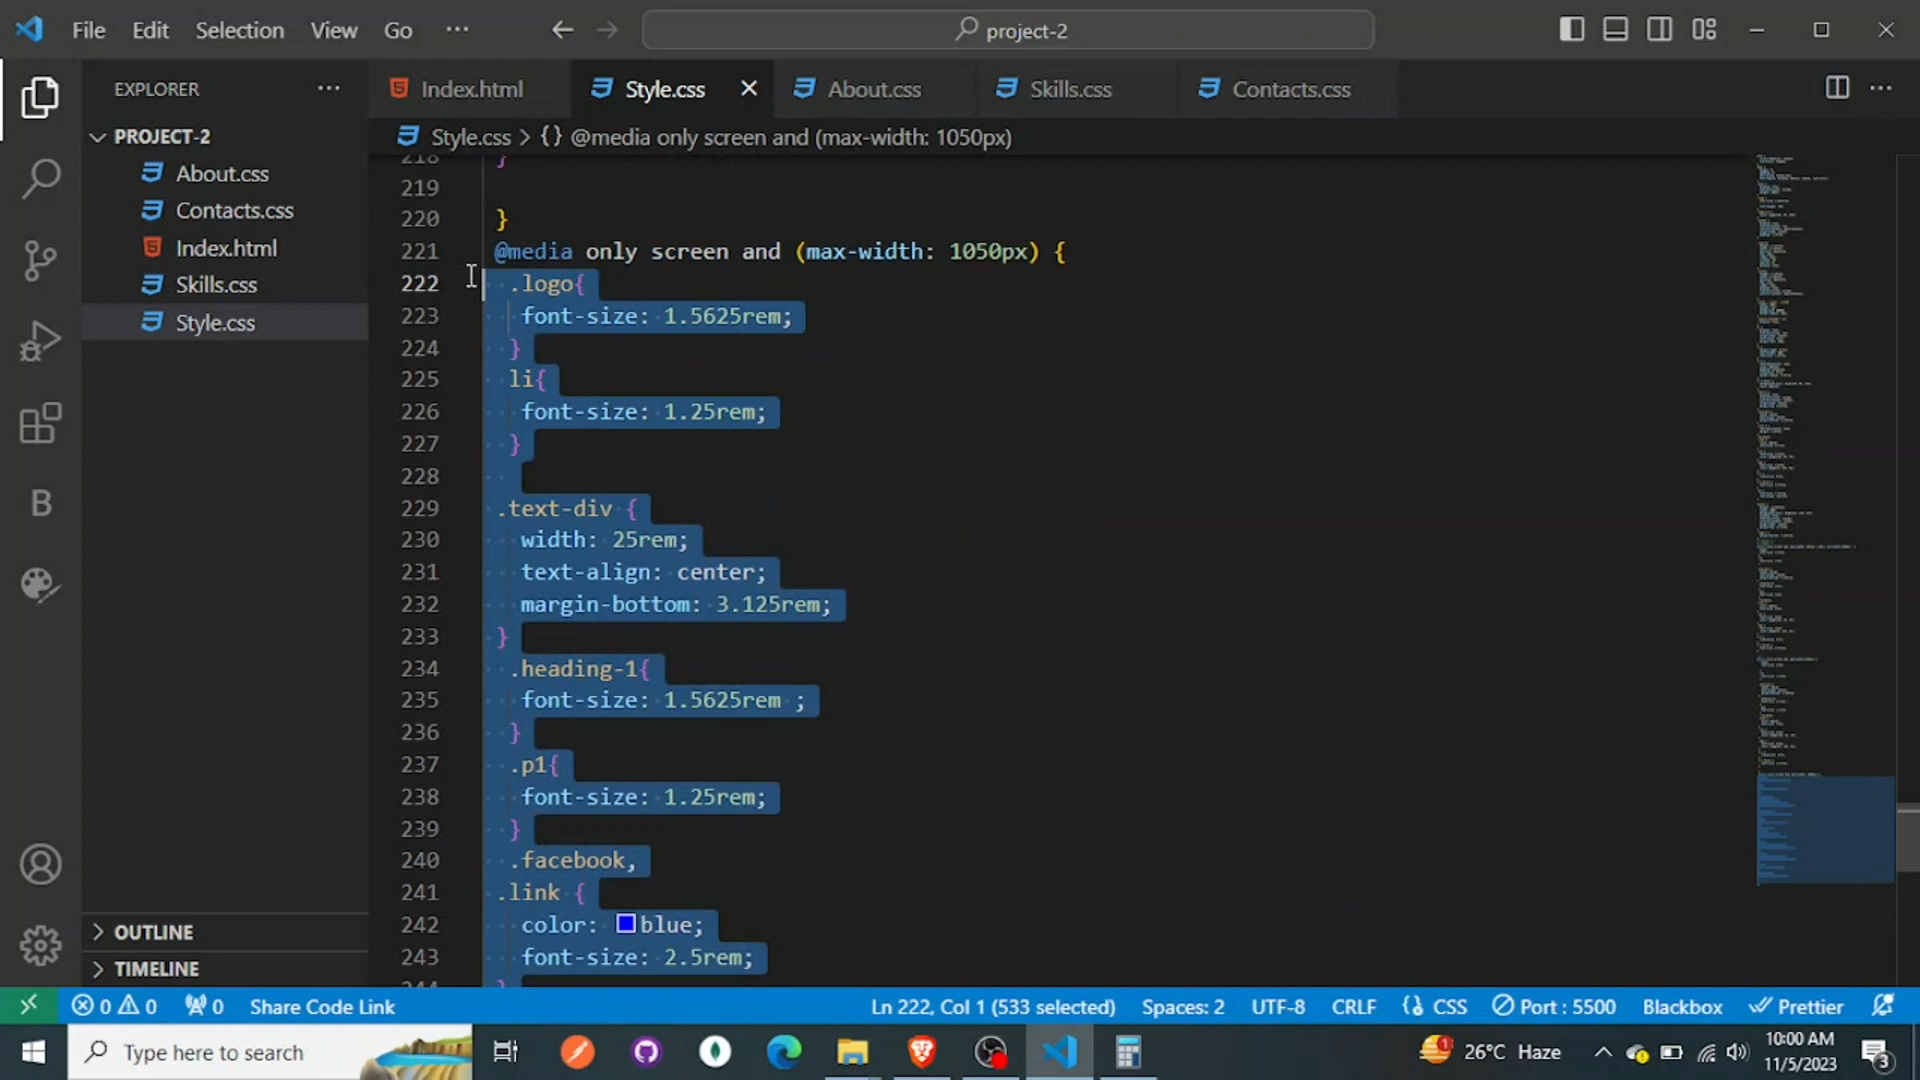 File Edit Selection View Go ···
project-2
EXPLORER ···
PROJECT-2
About.css
Contacts.css
Index.html
Skills.css
Style.css
OUTLINE
TIMELINE
Index.html Style.css About.css Skills.css Contacts.css ···
Style.css > {} @media only screen and (max-width: 1050px)
218 }
219
220 }
221 @media only screen and (max-width: 1050px) {
222 .logo{
223 font-size: 1.5625rem;
224 }
225 li{
226 font-size: 1.25rem;
227 }
228
229 .text-div {
230 width: 25rem;
231 text-align: center;
232 margin-bottom: 3.125rem;
233 }
234 .heading-1{
235 font-size: 1.5625rem ;
236 }
237 .p1{
238 font-size: 1.25rem;
239 }
240 .facebook,
241 .link {
242 color: blue;
243 font-size: 2.5rem;
244 }
0 0 0 Share Code Link Ln 222, Col 1 (533 selected) Spaces: 2 UTF-8 CRLF CSS Port : 5500 Blackbox Prettier
Type here to search 1 26°C Haze 10:00 AM
11/5/2023 3